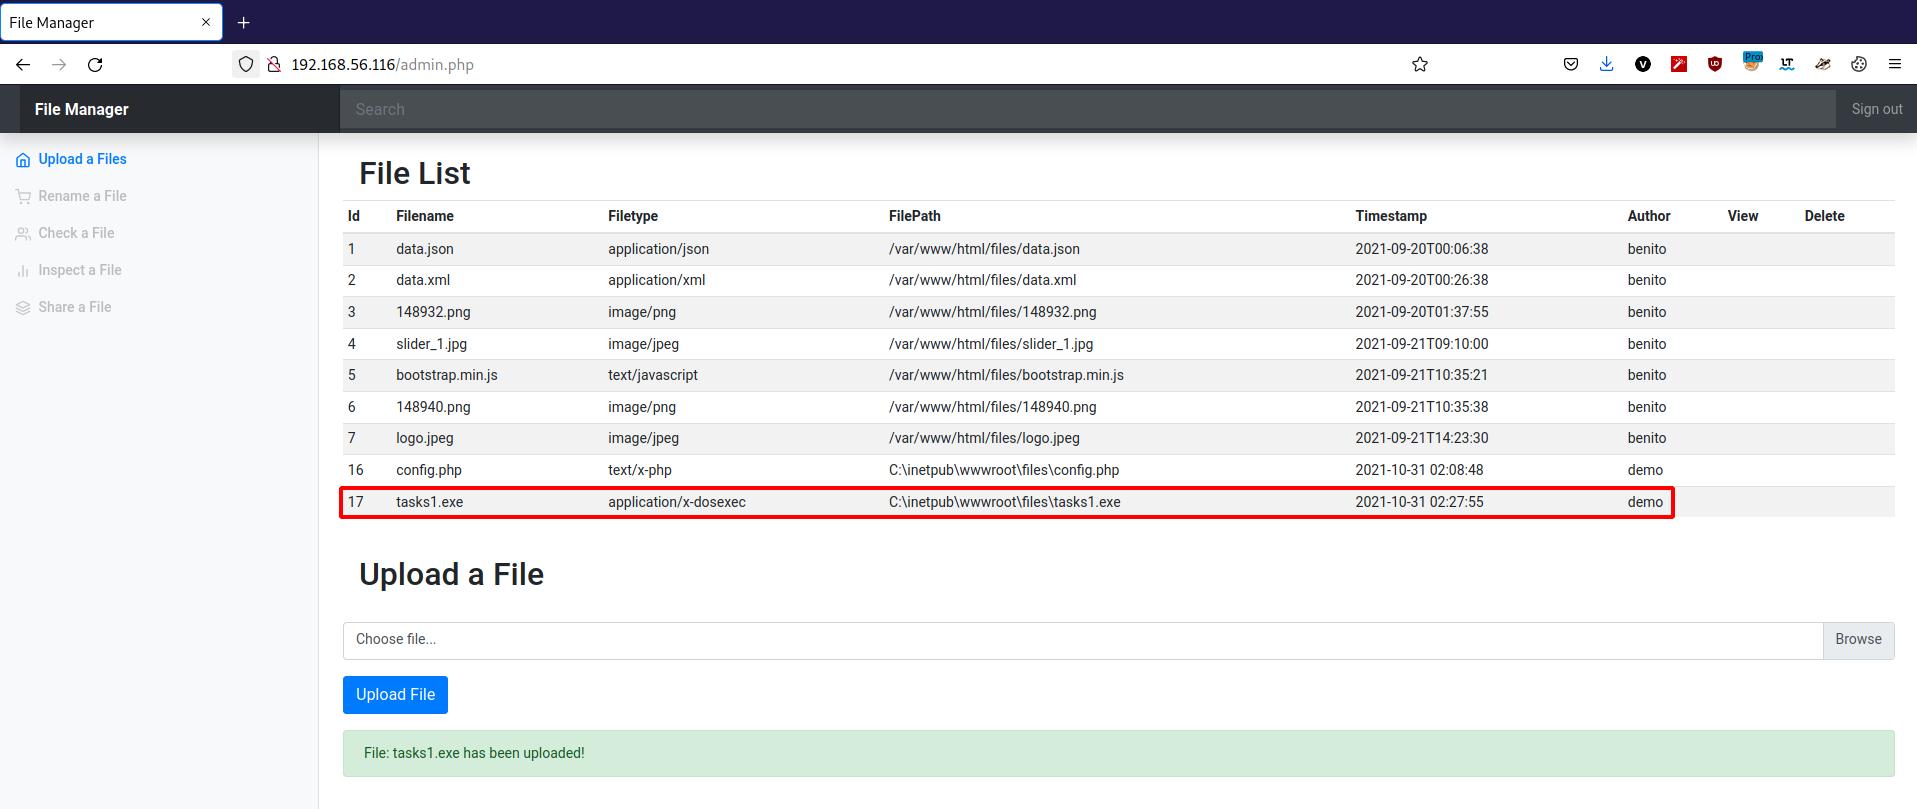 File Manager
192.168.56.116/admin.php
File Manager Search Sign out
Upload a Files
Rename a File
Check a File
Inspect a File
Share a File
File List
Id Filename Filetype FilePath Timestamp Author View Delete
1 data.json application/json /var/www/html/files/data.json 2021-09-20T00:06:38 benito
2 data.xml application/xml /var/www/html/files/data.xml 2021-09-20T00:26:38 benito
3 148932.png image/png /var/www/html/files/148932.png 2021-09-20T01:37:55 benito
4 slider_1.jpg image/jpeg /var/www/html/files/slider_1.jpg 2021-09-21T09:10:00 benito
5 bootstrap.min.js text/javascript /var/www/html/files/bootstrap.min.js 2021-09-21T10:35:21 benito
6 148940.png image/png /var/www/html/files/148940.png 2021-09-21T10:35:38 benito
7 logo.jpeg image/jpeg /var/www/html/files/logo.jpeg 2021-09-21T14:23:30 benito
16 config.php text/x-php C:\inetpub\wwwroot\files\config.php 2021-10-31 02:08:48 demo
17 tasks1.exe application/x-dosexec C:\inetpub\wwwroot\files\tasks1.exe 2021-10-31 02:27:55 demo
Upload a File
Choose file... Browse
Upload File
File: tasks1.exe has been uploaded!